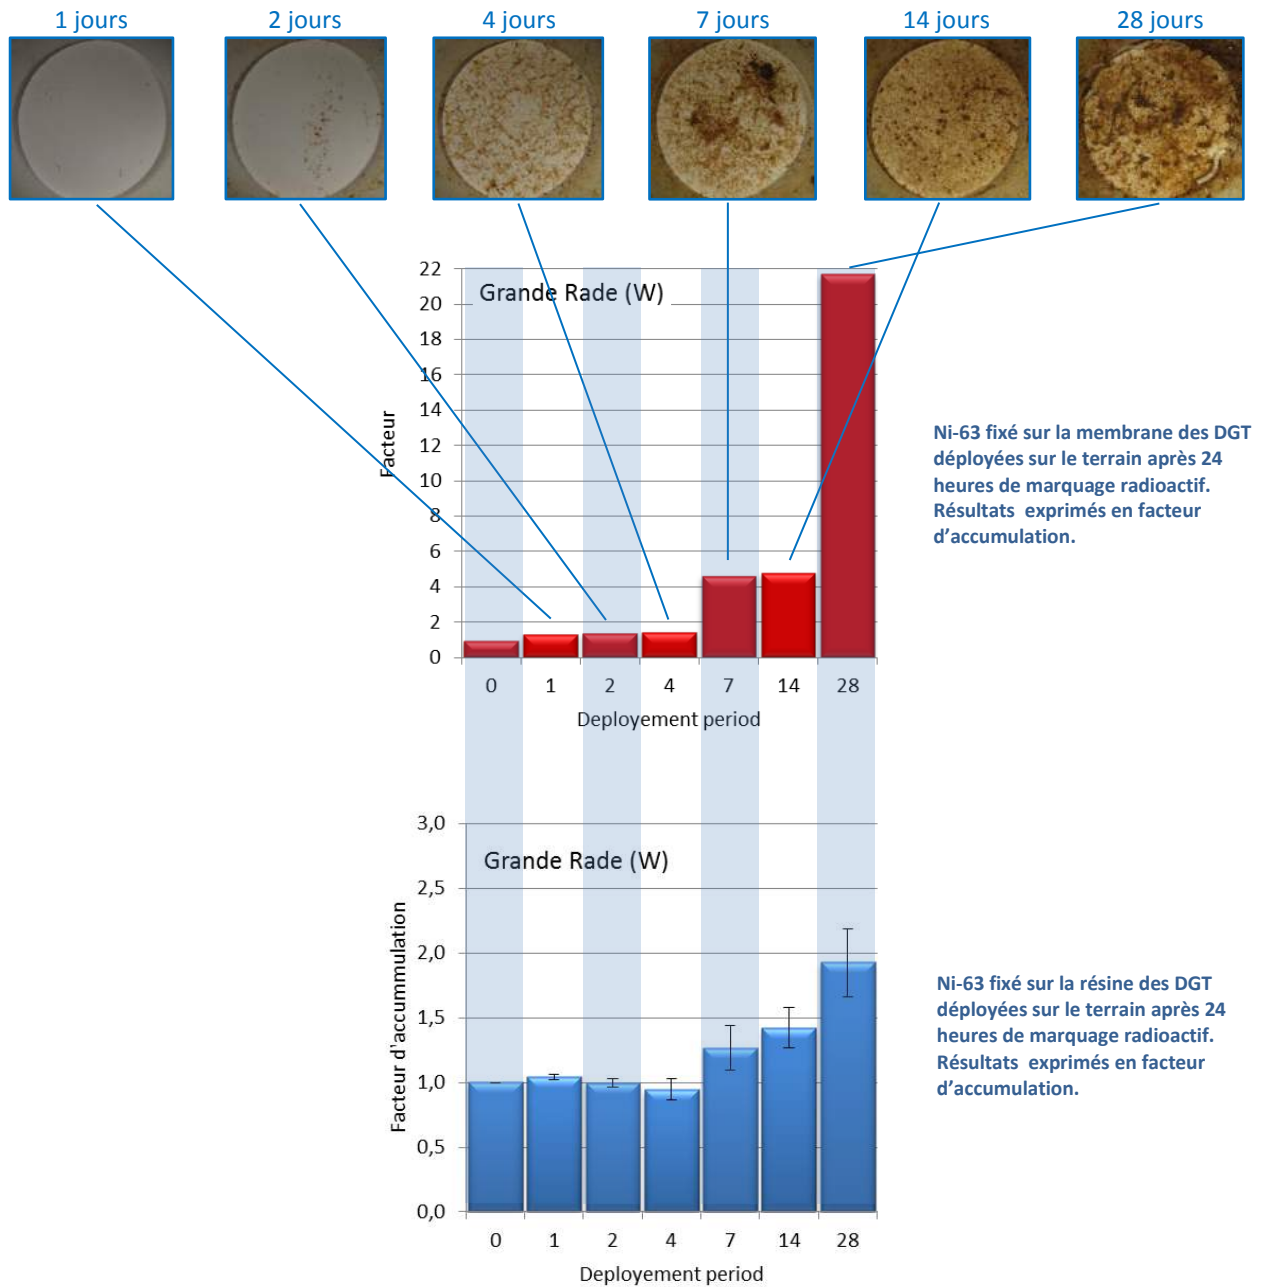 1 jours
2 jours
4 jours
7 jours
14 jours
28 jours
Grande Rade (W)
22
20
18
16
14
12
10
8
6
4
2
0
Facteur
0
1
2
4
7
14
28
Deployement period
Ni-63 fixé sur la membrane des DGT
déployées sur le terrain après 24
heures de marquage radioactif.
Résultats exprimés en facteur
d'accumulation.
Grande Rade (W)
3,0
2,5
2,0
1,5
1,0
0,5
0,0
Facteur d'accummulation
0
1
2
4
7
14
28
Deployement period
Ni-63 fixé sur la résine des DGT
déployées sur le terrain après 24
heures de marquage radioactif.
Résultats exprimés en facteur
d'accumulation.